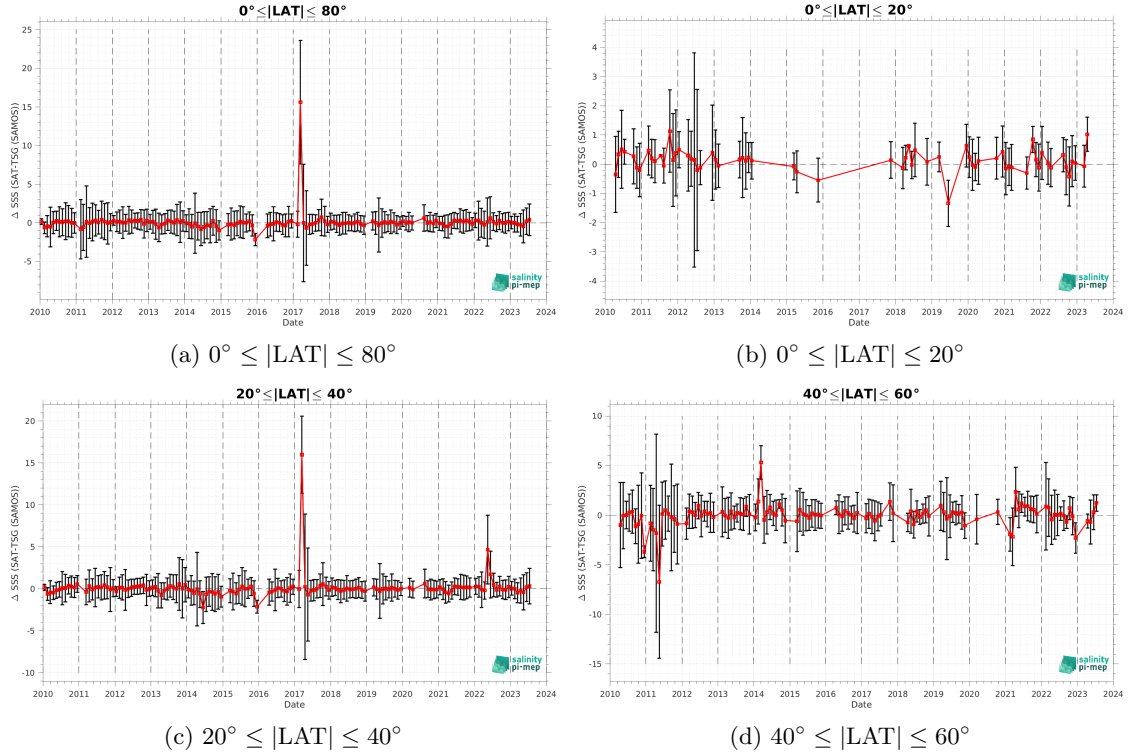 0°≤|LAT|≤ 80°
Δ SSS (SAT-TSG (SAMOS))
25
20
15
10
5
0
-5
2010 2011 2012 2013 2014 2015 2016 2017 2018 2019 2020 2021 2022 2023 2024
Date
salinity
pi-mep
(a) 0° ≤ |LAT| ≤ 80°
0°≤|LAT|≤ 20°
Δ SSS (SAT-TSG (SAMOS))
4
3
2
1
0
-1
-2
-3
-4
2010 2011 2012 2013 2014 2015 2016 2017 2018 2019 2020 2021 2022 2023 2024
Date
salinity
pi-mep
(b) 0° ≤ |LAT| ≤ 20°
20°≤|LAT|≤ 40°
Δ SSS (SAT-TSG (SAMOS))
20
15
10
5
0
-5
-10
2010 2011 2012 2013 2014 2015 2016 2017 2018 2019 2020 2021 2022 2023 2024
Date
salinity
pi-mep
(c) 20° ≤ |LAT| ≤ 40°
40°≤|LAT|≤ 60°
Δ SSS (SAT-TSG (SAMOS))
10
5
0
-5
-10
-15
2010 2011 2012 2013 2014 2015 2016 2017 2018 2019 2020 2021 2022 2023 2024
Date
salinity
pi-mep
(d) 40° ≤ |LAT| ≤ 60°